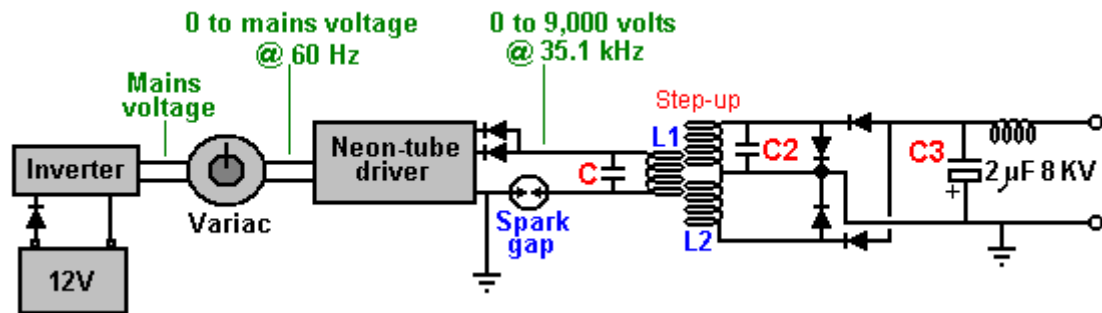 0 to mains voltage
@ 60 Hz
0 to 9,000 volts
@ 35.1 kHz
Mains
voltage
Step-up
L1
Inverter
Neon-tube
driver
C
C2
C3
2 µF 8 KV
+
Variac
Spark
gap
L2
12V